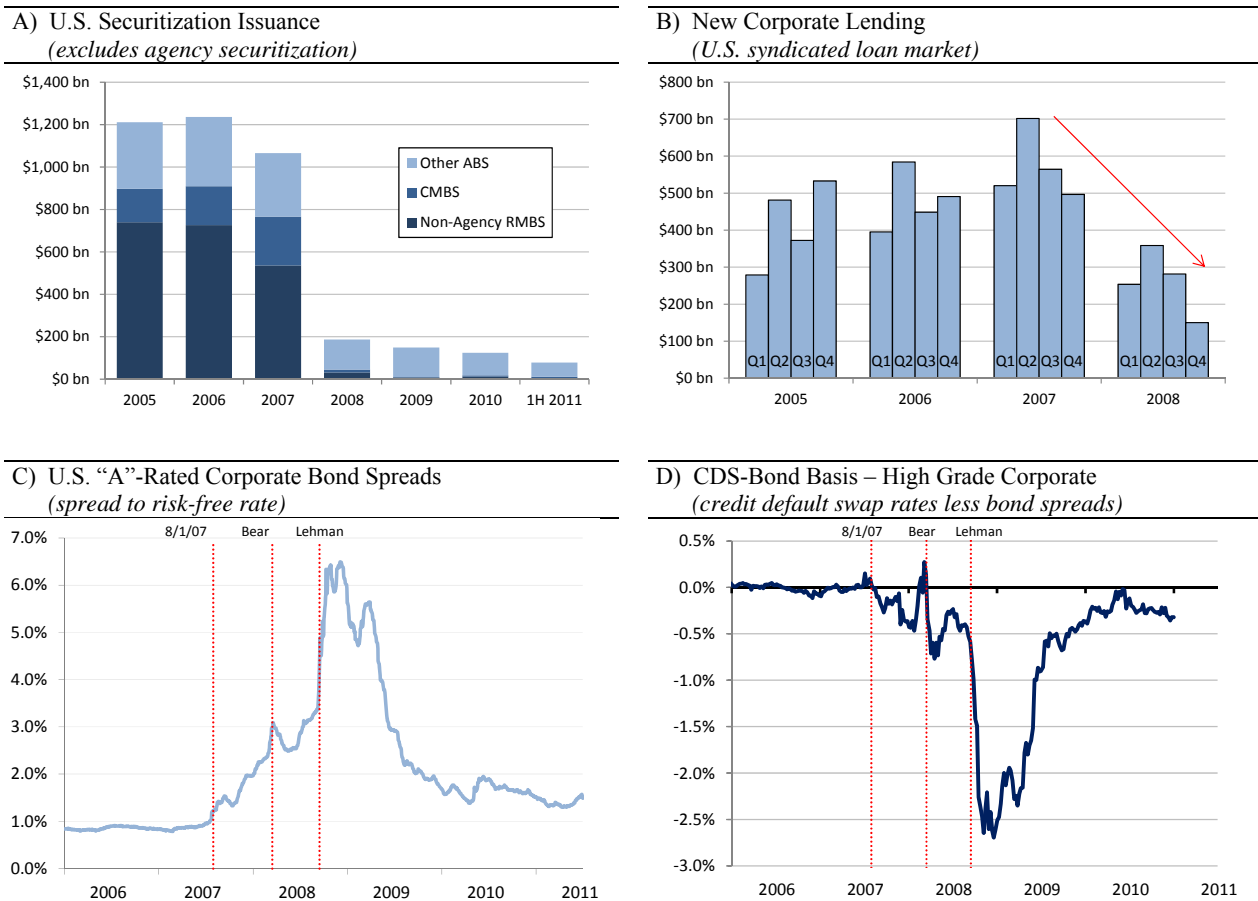 A) U.S. Securitization Issuance
(excludes agency securitization)
$1,400 bn
$1,200 bn
$1,000 bn
$800 bn
$600 bn
$400 bn
$200 bn
$0 bn
Other ABS
CMBS
Non-Agency RMBS
2005 2006 2007 2008 2009 2010 1H 2011
B) New Corporate Lending
(U.S. syndicated loan market)
$800 bn
$700 bn
$600 bn
$500 bn
$400 bn
$300 bn
$200 bn
$100 bn
$0 bn
Q1 Q2 Q3 Q4 Q1 Q2 Q3 Q4 Q1 Q2 Q3 Q4 Q1 Q2 Q3 Q4
2005 2006 2007 2008
C) U.S. “A”-Rated Corporate Bond Spreads
(spread to risk-free rate)
8/1/07 Bear Lehman
7.0%
6.0%
5.0%
4.0%
3.0%
2.0%
1.0%
0.0%
2006 2007 2008 2009 2010 2011
D) CDS-Bond Basis – High Grade Corporate
(credit default swap rates less bond spreads)
8/1/07 Bear Lehman
0.5%
0.0%
-0.5%
-1.0%
-1.5%
-2.0%
-2.5%
-3.0%
2006 2007 2008 2009 2010 2011